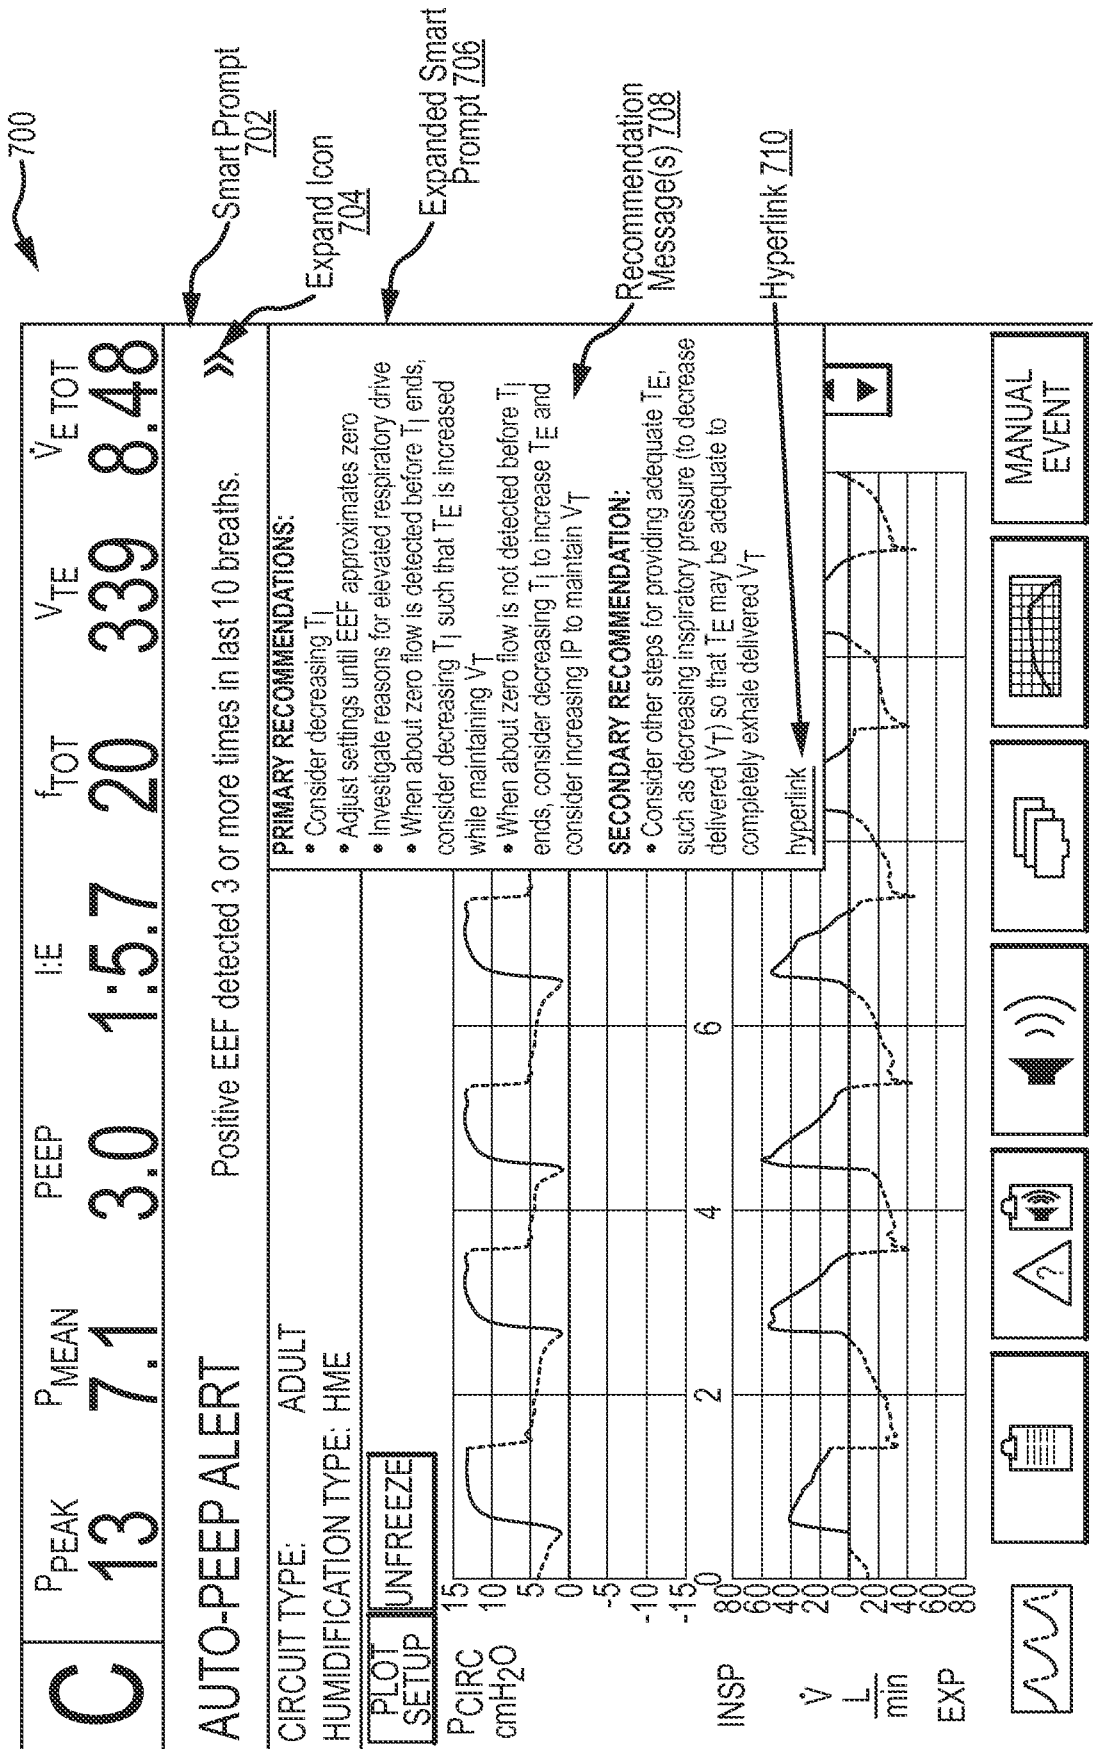 700
C
PPEAK
13
PMEAN
7.1
PEEP
3.0
I:E
1:5.7
fTOT
20
VTE
339
V̇E TOT
8.48
AUTO-PEEP ALERT
Positive EEF detected 3 or more times in last 10 breaths.
Smart Prompt
702
Expand Icon
704
CIRCUIT TYPE: ADULT
HUMIDIFICATION TYPE: HME
PLOT
SETUP
UNFREEZE
PRIMARY RECOMMENDATIONS:
• Consider decreasing TI
• Adjust settings until EEF approximates zero
• Investigate reasons for elevated respiratory drive
• When about zero flow is detected before TI ends,
consider decreasing TI such that TE is increased
while maintaining VT
• When about zero flow is not detected before TI
ends, consider decreasing TI to increase TE and
consider increasing IP to maintain VT
SECONDARY RECOMMENDATION:
• Consider other steps for providing adequate TE,
such as decreasing inspiratory pressure (to decrease
delivered VT) so that TE may be adequate to
completely exhale delivered VT
hyperlink
Expanded Smart
Prompt 706
Recommendation
Message(s) 708
Hyperlink 710
PCIRC
cmH2O
15
10
5
0
-5
-10
-15
0
2
4
6
INSP
V̇ L
min
EXP
80
60
40
20
0
20
40
60
80
?
MANUAL
EVENT